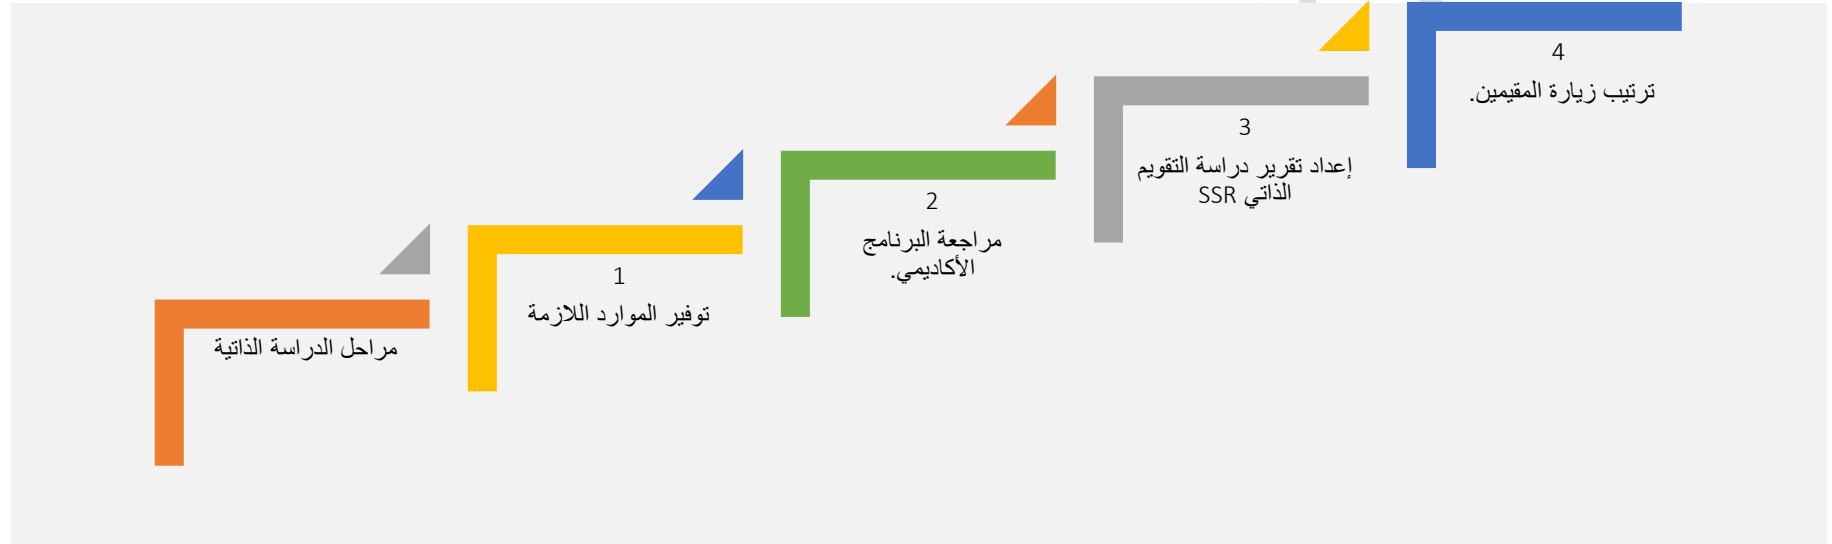 مراحل الدراسة الذاتية
1
توفير الموارد اللازمة
2
مراجعة البرنامج
الأكاديمي.
3
إعداد تقرير دراسة التقويم
الذاتي SSR
4
ترتيب زيارة المقيمين.